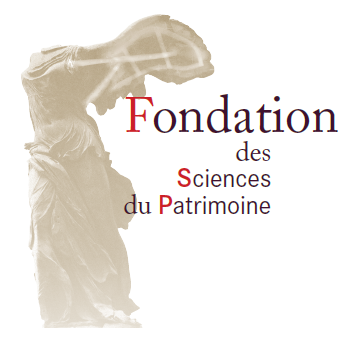 Fondation
des
Sciences
du Patrimoine